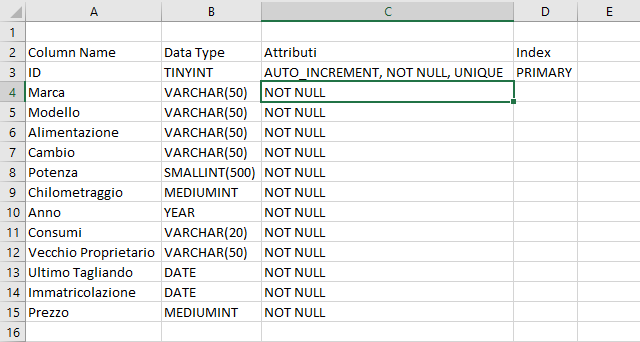 A B C D E
1
2 Column Name Data Type Attributi Index
3 ID TINYINT AUTO_INCREMENT, NOT NULL, UNIQUE PRIMARY
4 Marca VARCHAR(50) NOT NULL
5 Modello VARCHAR(50) NOT NULL
6 Alimentazione VARCHAR(50) NOT NULL
7 Cambio VARCHAR(50) NOT NULL
8 Potenza SMALLINT(500) NOT NULL
9 Chilometraggio MEDIUMINT NOT NULL
10 Anno YEAR NOT NULL
11 Consumi VARCHAR(20) NOT NULL
12 Vecchio Proprietario VARCHAR(50) NOT NULL
13 Ultimo Tagliando DATE NOT NULL
14 Immatricolazione DATE NOT NULL
15 Prezzo MEDIUMINT NOT NULL
16